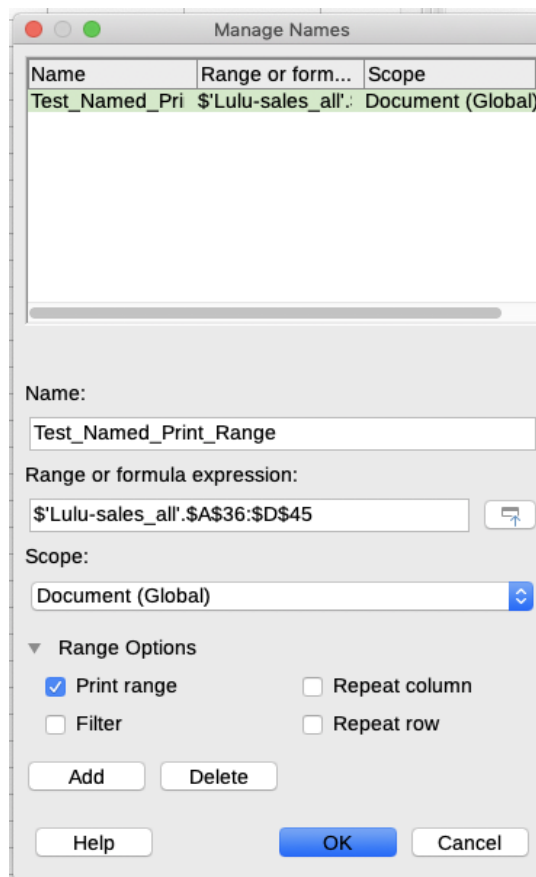 Manage Names
Name Range or form... Scope
Test_Named_Pri $'Lulu-sales_all'.: Document (Global)
Name:
Test_Named_Print_Range
Range or formula expression:
$'Lulu-sales_all'.$A$36:$D$45
Scope:
Document (Global)
Range Options
Print range Repeat column
Filter Repeat row
Add Delete
Help OK Cancel